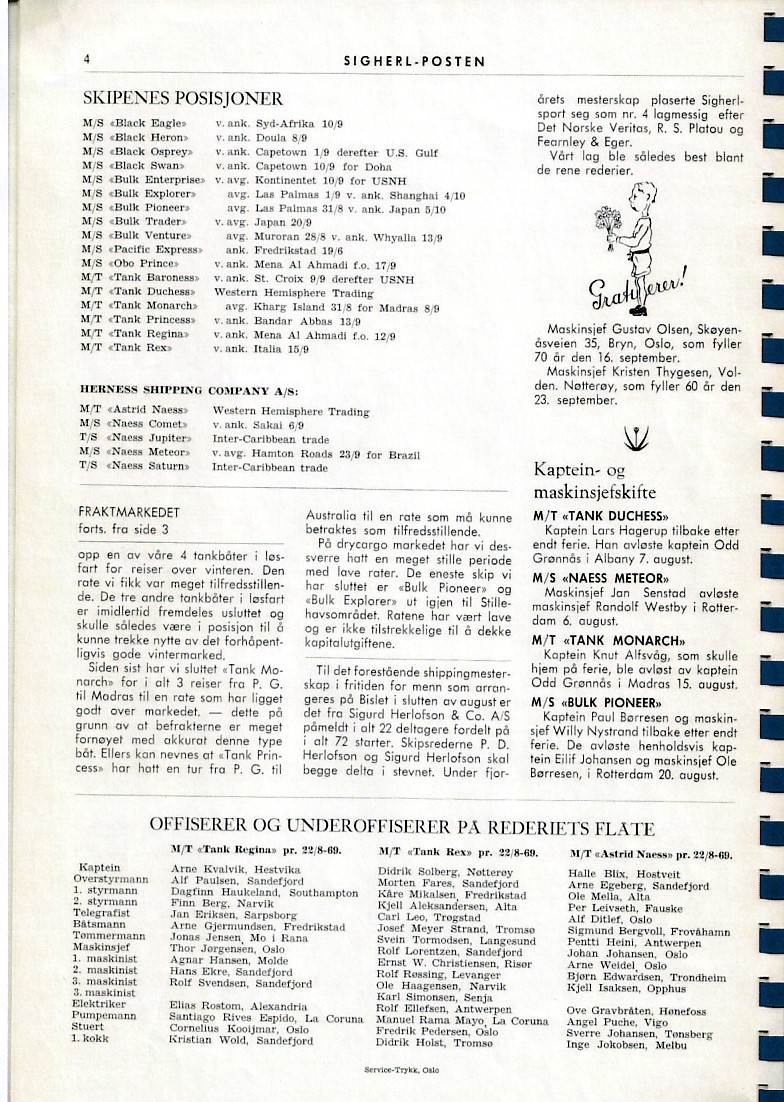 4
SIGHERL-POSTEN
SKIPENES POSISJONER
M/S «Black Eagle» v. ank. Syd-Afrika 10/9
M/S «Black Heron» v. ank. Doula 8/9
M/S «Black Osprey» v. ank. Capetown 1/9 derefter U.S. Gulf
M/S «Black Swan» v. ank. Capetown 10/9 for Doha
M/S «Bulk Enterprise» v. avg. Kontinentet 10/9 for USNH
M/S «Bulk Explorer» avg. Las Palmas 1/9 v. ank. Shanghai 4/10
M/S «Bulk Pioneer» avg. Las Palmas 31/8 v. ank. Japan 5/10
M/S «Bulk Trader» v. avg. Japan 20/9
M/S «Bulk Venture» avg. Muroran 28/8 v. ank. Whyalla 13/9
M/S «Pacific Express» ank. Fredrikstad 19/6
M/S «Obo Prince» v. ank. Mena Al Ahmadi f.o. 17/9
M/T «Tank Baroness» v. ank. St. Croix 9/9 derefter USNH
M/T «Tank Duchess» Western Hemisphere Trading
M/T «Tank Monarch» avg. Kharg Island 31/8 for Madras 8/9
M/T «Tank Princess» v. ank. Bandar Abbas 13/9
M/T «Tank Regina» v. ank. Mena Al Ahmadi f.o. 12/9
M/T «Tank Rex» v. ank. Italia 15/9
HERNESS SHIPPING COMPANY A/S:
M/T «Astrid Naess» Western Hemisphere Trading
M/S «Naess Comet» v. ank. Sakai 6/9
T/S «Naess Jupiter» Inter-Caribbean trade
M/S «Naess Meteor» v. avg. Hamton Roads 23/9 for Brazil
T/S «Naess Saturn» Inter-Caribbean trade
FRAKTMARKEDET
forts. fra side 3
opp en av våre 4 tankbåter i løs-
fart for reiser over vinteren. Den
rate vi fikk var meget tilfredsstillen-
de. De tre andre tankbåter i løsfart
er imidlertid fremdeles usluttet og
skulle således være i posisjon til å
kunne trekke nytte av det forhåpent-
ligvis gode vintermarked.
Siden sist har vi sluttet «Tank Mo-
narch» for i alt 3 reiser fra P. G.
til Madras til en rate som har ligget
godt over markedet. — dette på
grunn av at befrakterne er meget
fornøyet med akkurat denne type
båt. Ellers kan nevnes at «Tank Prin-
cess» har hatt en tur fra P. G. til
Australia til en rate som må kunne
betraktes som tilfredsstillende.
På drycargo markedet har vi des-
sverre hatt en meget stille periode
med lave rater. De eneste skip vi
har sluttet er «Bulk Pioneer» og
«Bulk Explorer» ut igjen til Stille-
havsområdet. Ratene har vært lave
og er ikke tilstrekkelige til å dekke
kapitalutgiftene.
Til det forestående shippingmester-
skap i fritiden for menn som arran-
geres på Bislet i slutten av august er
det fra Sigurd Herlofson & Co. A/S
påmeldt i alt 22 deltagere fordelt på
i alt 72 starter. Skipsrederne P. D.
Herlofson og Sigurd Herlofson skal
begge delta i stevnet. Under fjor-
årets mesterskap plaserte Sigherl-
sport seg som nr. 4 lagmessig efter
Det Norske Veritas, R. S. Platou og
Fearnley & Eger.
Vårt lag ble således best blant
de rene rederier.
Gratulerer!
Maskinsjef Gustav Olsen, Skøyen-
åsveien 35, Bryn, Oslo, som fyller
70 år den 16. september.
Maskinsjef Kristen Thygesen, Vol-
den. Nøtterøy, som fyller 60 år den
23. september.
Kaptein- og
maskinsjefskifte
M/T «TANK DUCHESS»
Kaptein Lars Hagerup tilbake etter
endt ferie. Han avløste kaptein Odd
Grønnås i Albany 7. august.
M/S «NAESS METEOR»
Maskinsjef Jan Senstad avløste
maskinsjef Randolf Westby i Rotter-
dam 6. august.
M/T «TANK MONARCH»
Kaptein Knut Alfsvåg, som skulle
hjem på ferie, ble avløst av kaptein
Odd Grønnås i Madras 15. august.
M/S «BULK PIONEER»
Kaptein Paul Børresen og maskin-
sjef Willy Nystrand tilbake etter endt
ferie. De avløste henholdsvis kap-
tein Eilif Johansen og maskinsjef Ole
Børresen, i Rotterdam 20. august.
OFFISERER OG UNDEROFFISERER PÅ REDERIETS FLÅTE
M/T «Tank Regina» pr. 22/8-69. M/T «Tank Rex» pr. 22/8-69. M/T «Astrid Naess» pr. 22/8-69.
Kaptein Arne Kvalvik, Hestvika Didrik Solberg, Nøtterøy Halle Blix, Hostveit
Overstyrmann Alf Paulsen, Sandefjord Morten Fares, Sandefjord Arne Egeberg, Sandefjord
1. styrmann Dagfinn Haukeland, Southampton Kåre Mikalsen, Fredrikstad Ole Mella, Alta
2. styrmann Finn Berg, Narvik Kjell Aleksandersen, Alta Per Leivseth, Fauske
Telegrafist Jan Eriksen, Sarpsborg Carl Leo, Trøgstad Alf Ditlef, Oslo
Båtsmann Arne Gjermundsen, Fredrikstad Josef Meyer Strand, Tromsø Sigmund Bergvoll, Frovåhamn
Tømmermann Jonas Jensen, Mo i Rana Svein Tormodsen, Langesund Pentti Heini, Antwerpen
Maskinsjef Thor Jørgensen, Oslo Rolf Lorentzen, Sandefjord Johan Johansen, Oslo
1. maskinist Agnar Hansen, Molde Ernst W. Christiensen, Risør Arne Weidel, Oslo
2. maskinist Hans Ekre, Sandefjord Rolf Røssing, Levanger Bjørn Edwardsen, Trondheim
3. maskinist Rolf Svendsen, Sandefjord Ole Haagensen, Narvik Kjell Isaksen, Opphus
3. maskinist Karl Simonsen, Senja
Elektriker Elias Rostom, Alexandria Rolf Ellefsen, Antwerpen Ove Gravbråten, Hønefoss
Pumpemann Santiago Rives Espido, La Coruna Manuel Rama Mayo, La Coruna Angel Puche, Vigo
Stuert Cornelius Kooijmar, Oslo Fredrik Pedersen, Oslo Sverre Johansen, Tønsberg
1. kokk Kristian Wold, Sandefjord Didrik Holst, Tromsø Inge Jokobsen, Melbu
Service-Trykk, Oslo